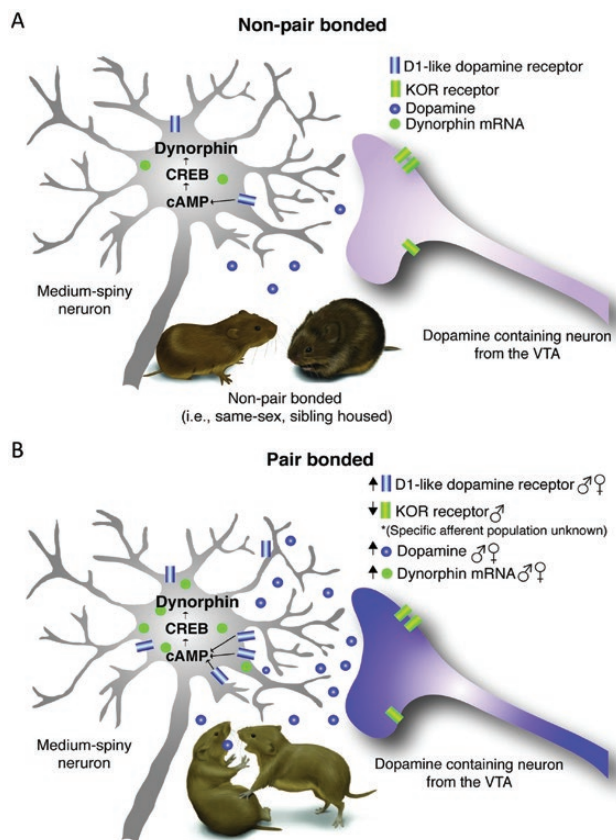 A
Non-pair bonded
D1-like dopamine receptor
KOR receptor
Dopamine
Dynorphin mRNA
Dynorphin
CREB
cAMP
Medium-spiny
neruron
Dopamine containing neuron
from the VTA
Non-pair bonded
(i.e., same-sex, sibling housed)
B
Pair bonded
↑ D1-like dopamine receptor ♂♀
↓ KOR receptor ♂
*(Specific afferent population unknown)
↑ Dopamine ♂♀
↑ Dynorphin mRNA ♂♀
Dynorphin
CREB
cAMP
Medium-spiny
neruron
Dopamine containing neuron
from the VTA